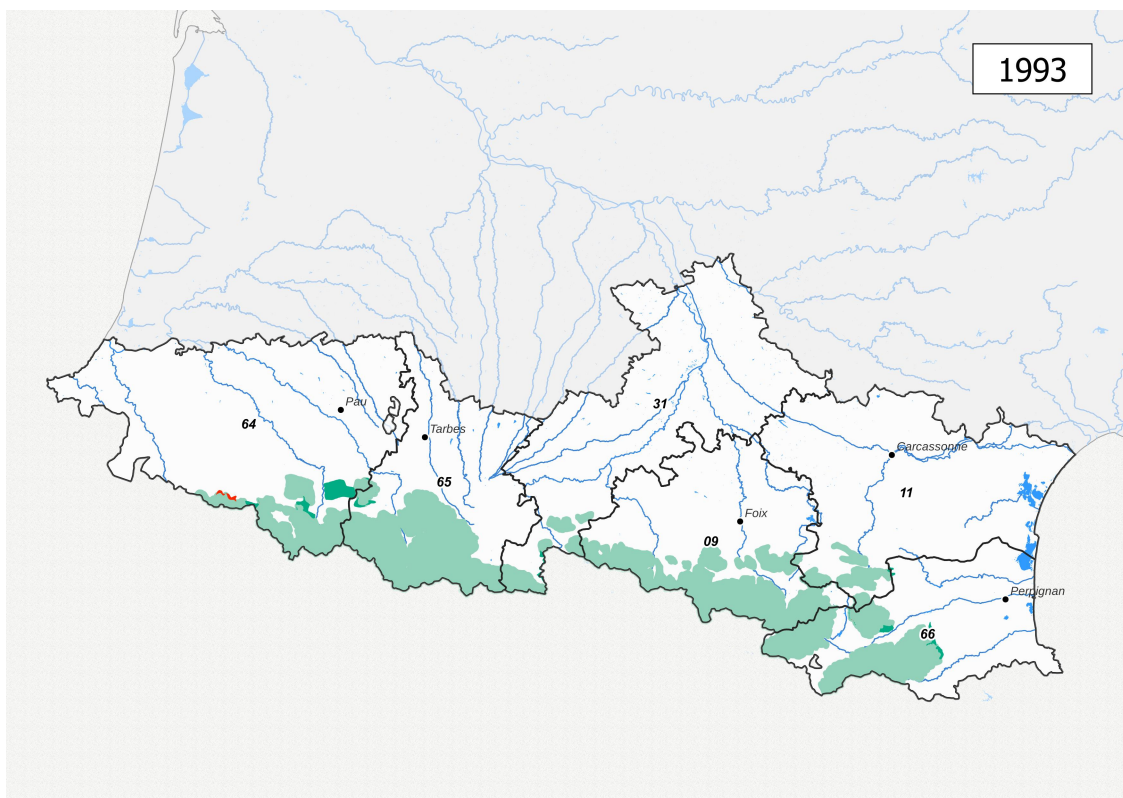 1993
Pau
64
Tarbes
31
Carcassonne
65
11
Foix
09
Perpignan
66